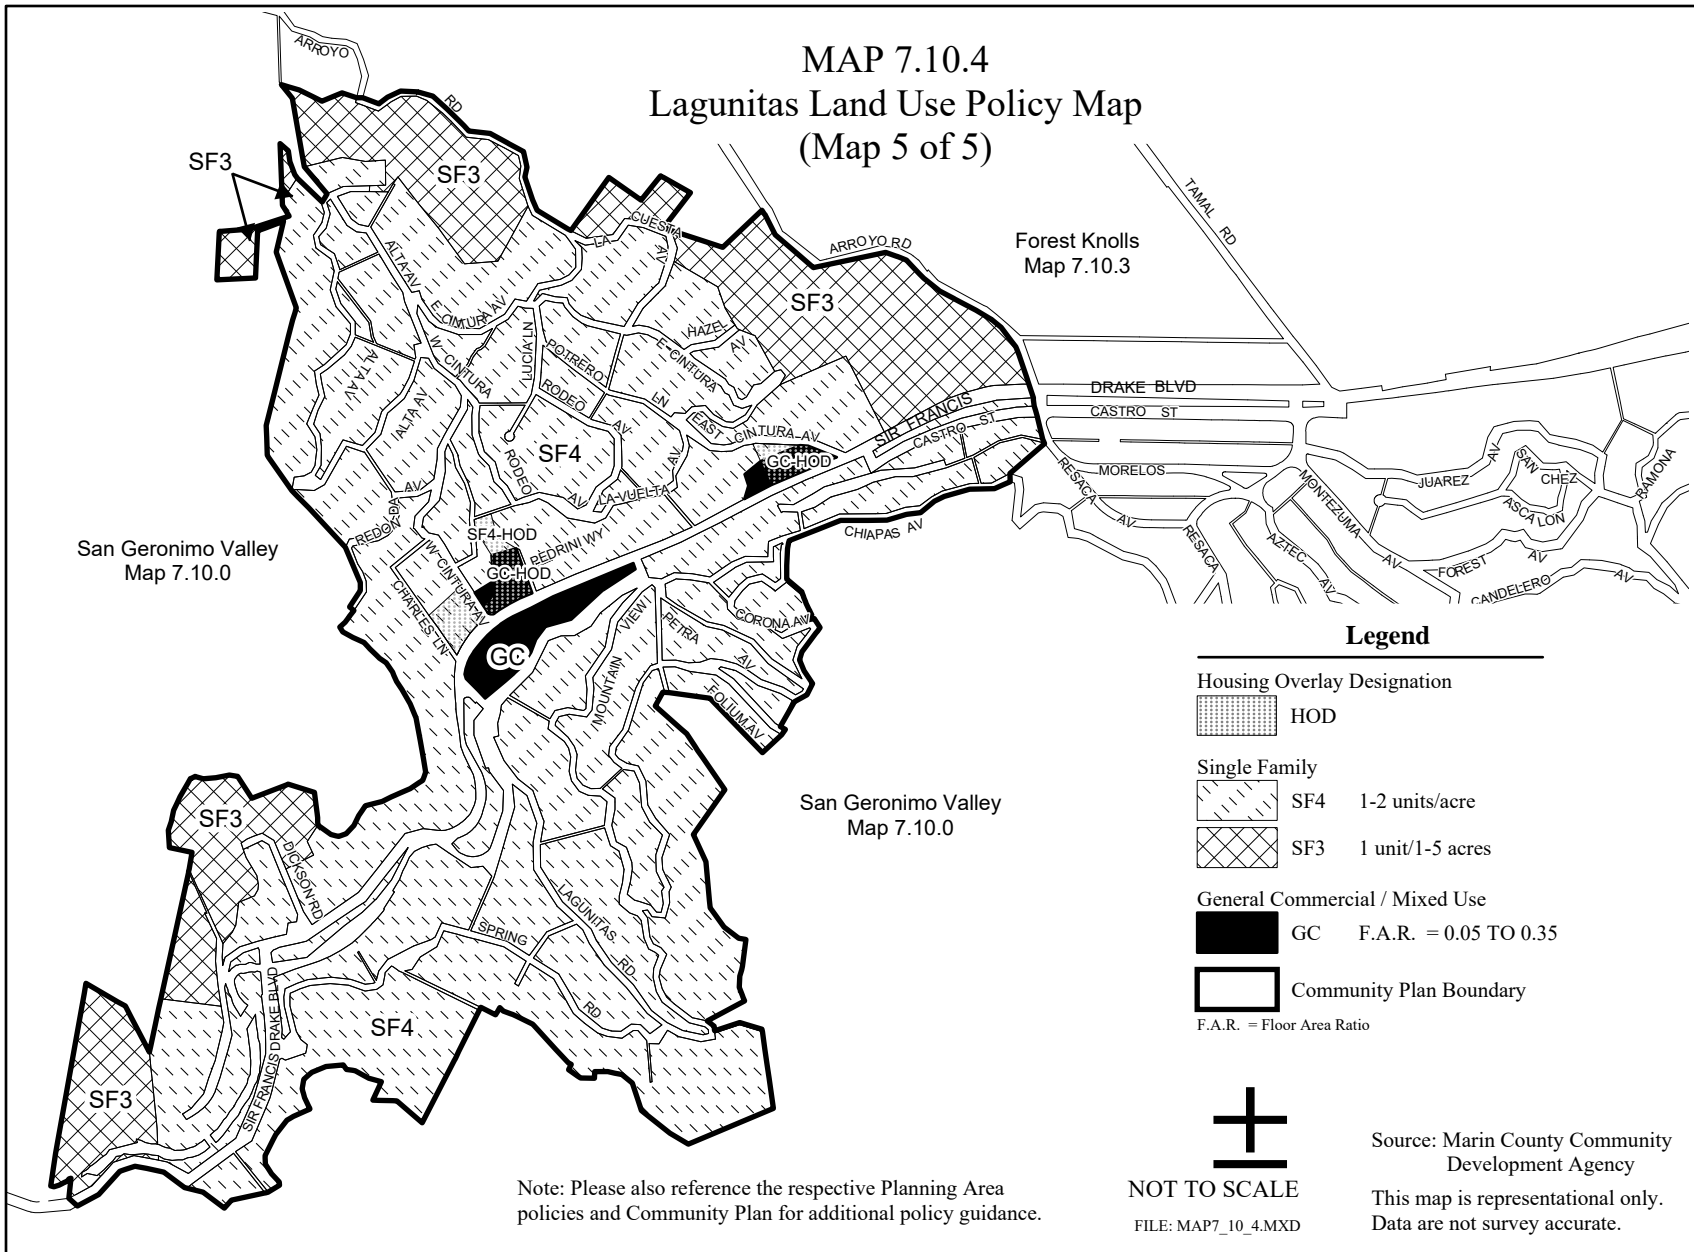 MAP 7.10.4
Lagunitas Land Use Policy Map
(Map 5 of 5)
ARROYO
RD
SF3
SF3
TAMAL RD
CUESTA
LA
AV
ARROYO RD
Forest Knolls
Map 7.10.3
ALTA AV
SF3
E CINTURA AV
LUCIA LN
HAZEL
AV
W CINTURA
POTRERO
LN
E CINTURA
ALTA AV
ALTA AV
RODEO
AV
DRAKE BLVD
SIR FRANCIS
CASTRO ST
CASTRO ST
EAST
CINTURA AV
SF4
GC-HOD
RODEO
AV
AV
LA VUELTA
MORELOS
RESACA
AV
MONTEZUMA
AV
JUAREZ
AV
SAN
CHEZ
RAMONA
ASCALON
AV
CREDON
DA
AV
SF4-HOD
PEDRINI WY
CHIAPAS AV
RESACA
AZTEC
AV
FOREST
CANDELERO
AV
San Geronimo Valley
Map 7.10.0
W CINTURA AV
GC-HOD
CHARLES LN
GC
VIEW
MOUNTAIN
PETRA
AV
CORONA AV
FOLIUM AV
Legend
Housing Overlay Designation
HOD
Single Family
SF4 1-2 units/acre
SF3 1 unit/1-5 acres
General Commercial / Mixed Use
GC F.A.R. = 0.05 TO 0.35
Community Plan Boundary
F.A.R. = Floor Area Ratio
San Geronimo Valley
Map 7.10.0
SF3
DICKSON RD
LAGUNITAS
RD
SPRING
RD
SIR FRANCIS DRAKE BLVD
SF4
SF3
NOT TO SCALE
FILE: MAP7_10_4.MXD
Source: Marin County Community
Development Agency
This map is representational only.
Data are not survey accurate.
Note: Please also reference the respective Planning Area
policies and Community Plan for additional policy guidance.